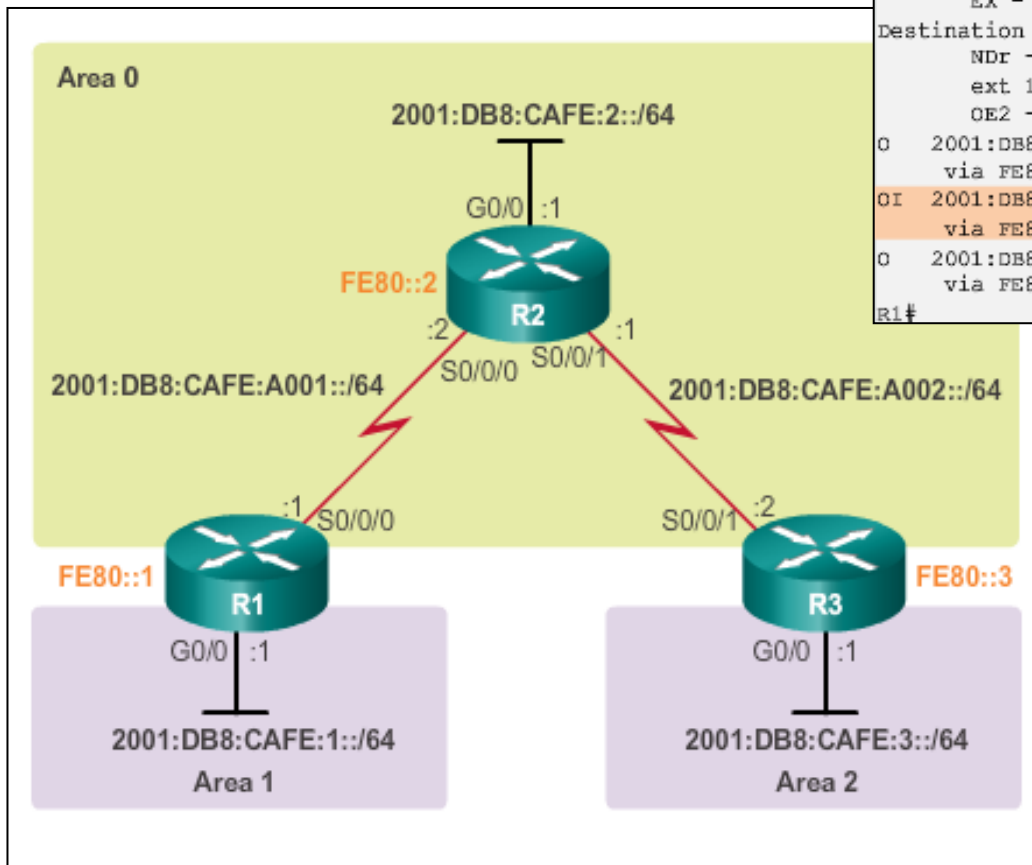 EX -
Destination
NDr -
ext 1
OE2 -
O 2001:DB8
via FE8
OI 2001:DB8
via FE8
O 2001:DB8
via FE8
R1#
Area 0
2001:DB8:CAFE:2::/64
G0/0 :1
FE80::2
R2
:2
:1
S0/0/0
S0/0/1
2001:DB8:CAFE:A001::/64
2001:DB8:CAFE:A002::/64
:1
S0/0/0
S0/0/1
:2
FE80::1
R1
R3
FE80::3
G0/0 :1
G0/0 :1
2001:DB8:CAFE:1::/64
2001:DB8:CAFE:3::/64
Area 1
Area 2